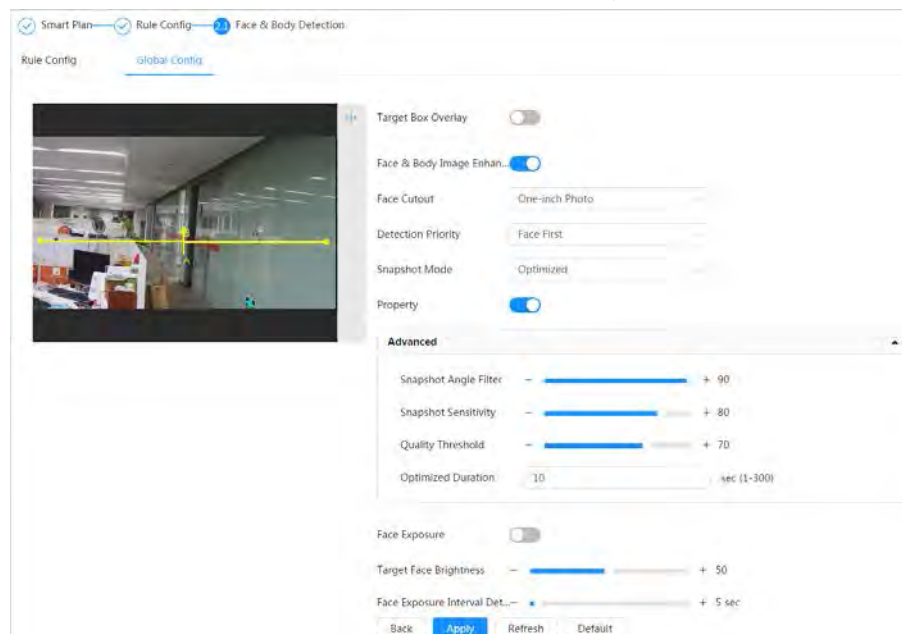 Smart Plan Rule Config 2.1 Face & Body Detection
Rule Config Global Config
Target Box Overlay
Face & Body Image Enhan...
Face Cutout One-inch Photo
Detection Priority Face First
Snapshot Mode Optimized
Property
Advanced
Snapshot Angle Filter − + 90
Snapshot Sensitivity − + 80
Quality Threshold − + 70
Optimized Duration 10 sec (1-300)
Face Exposure
Target Face Brightness − + 50
Face Exposure Interval Det... − + 5 sec
Back Apply Refresh Default